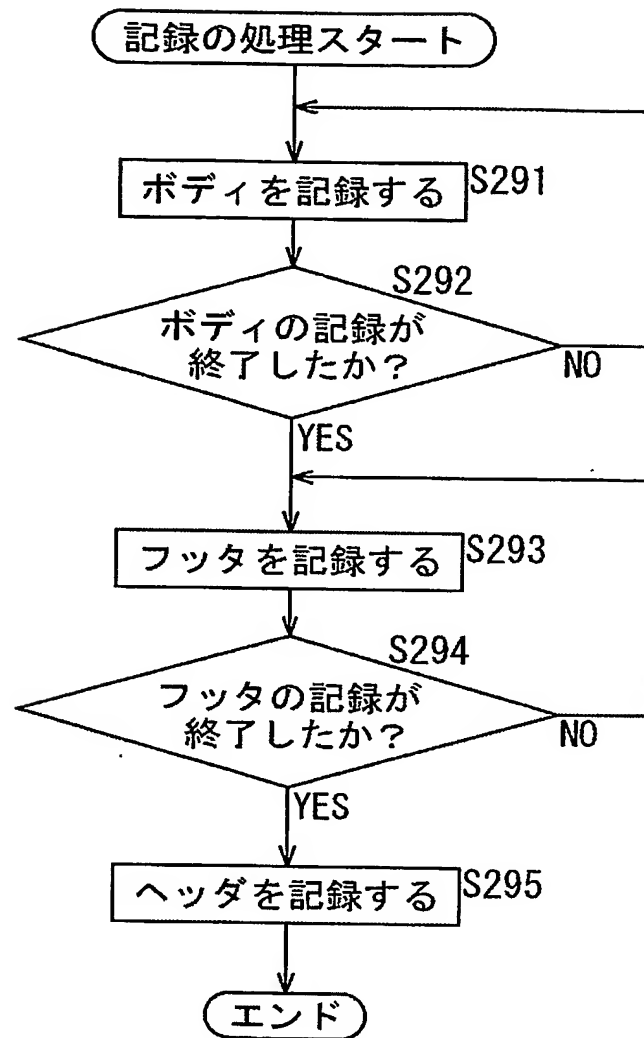 記録の処理スタート
ボディを記録する
S291
S292
ボディの記録が
終了したか？
NO
YES
フッタを記録する
S293
S294
フッタの記録が
終了したか？
NO
YES
ヘッダを記録する
S295
エンド